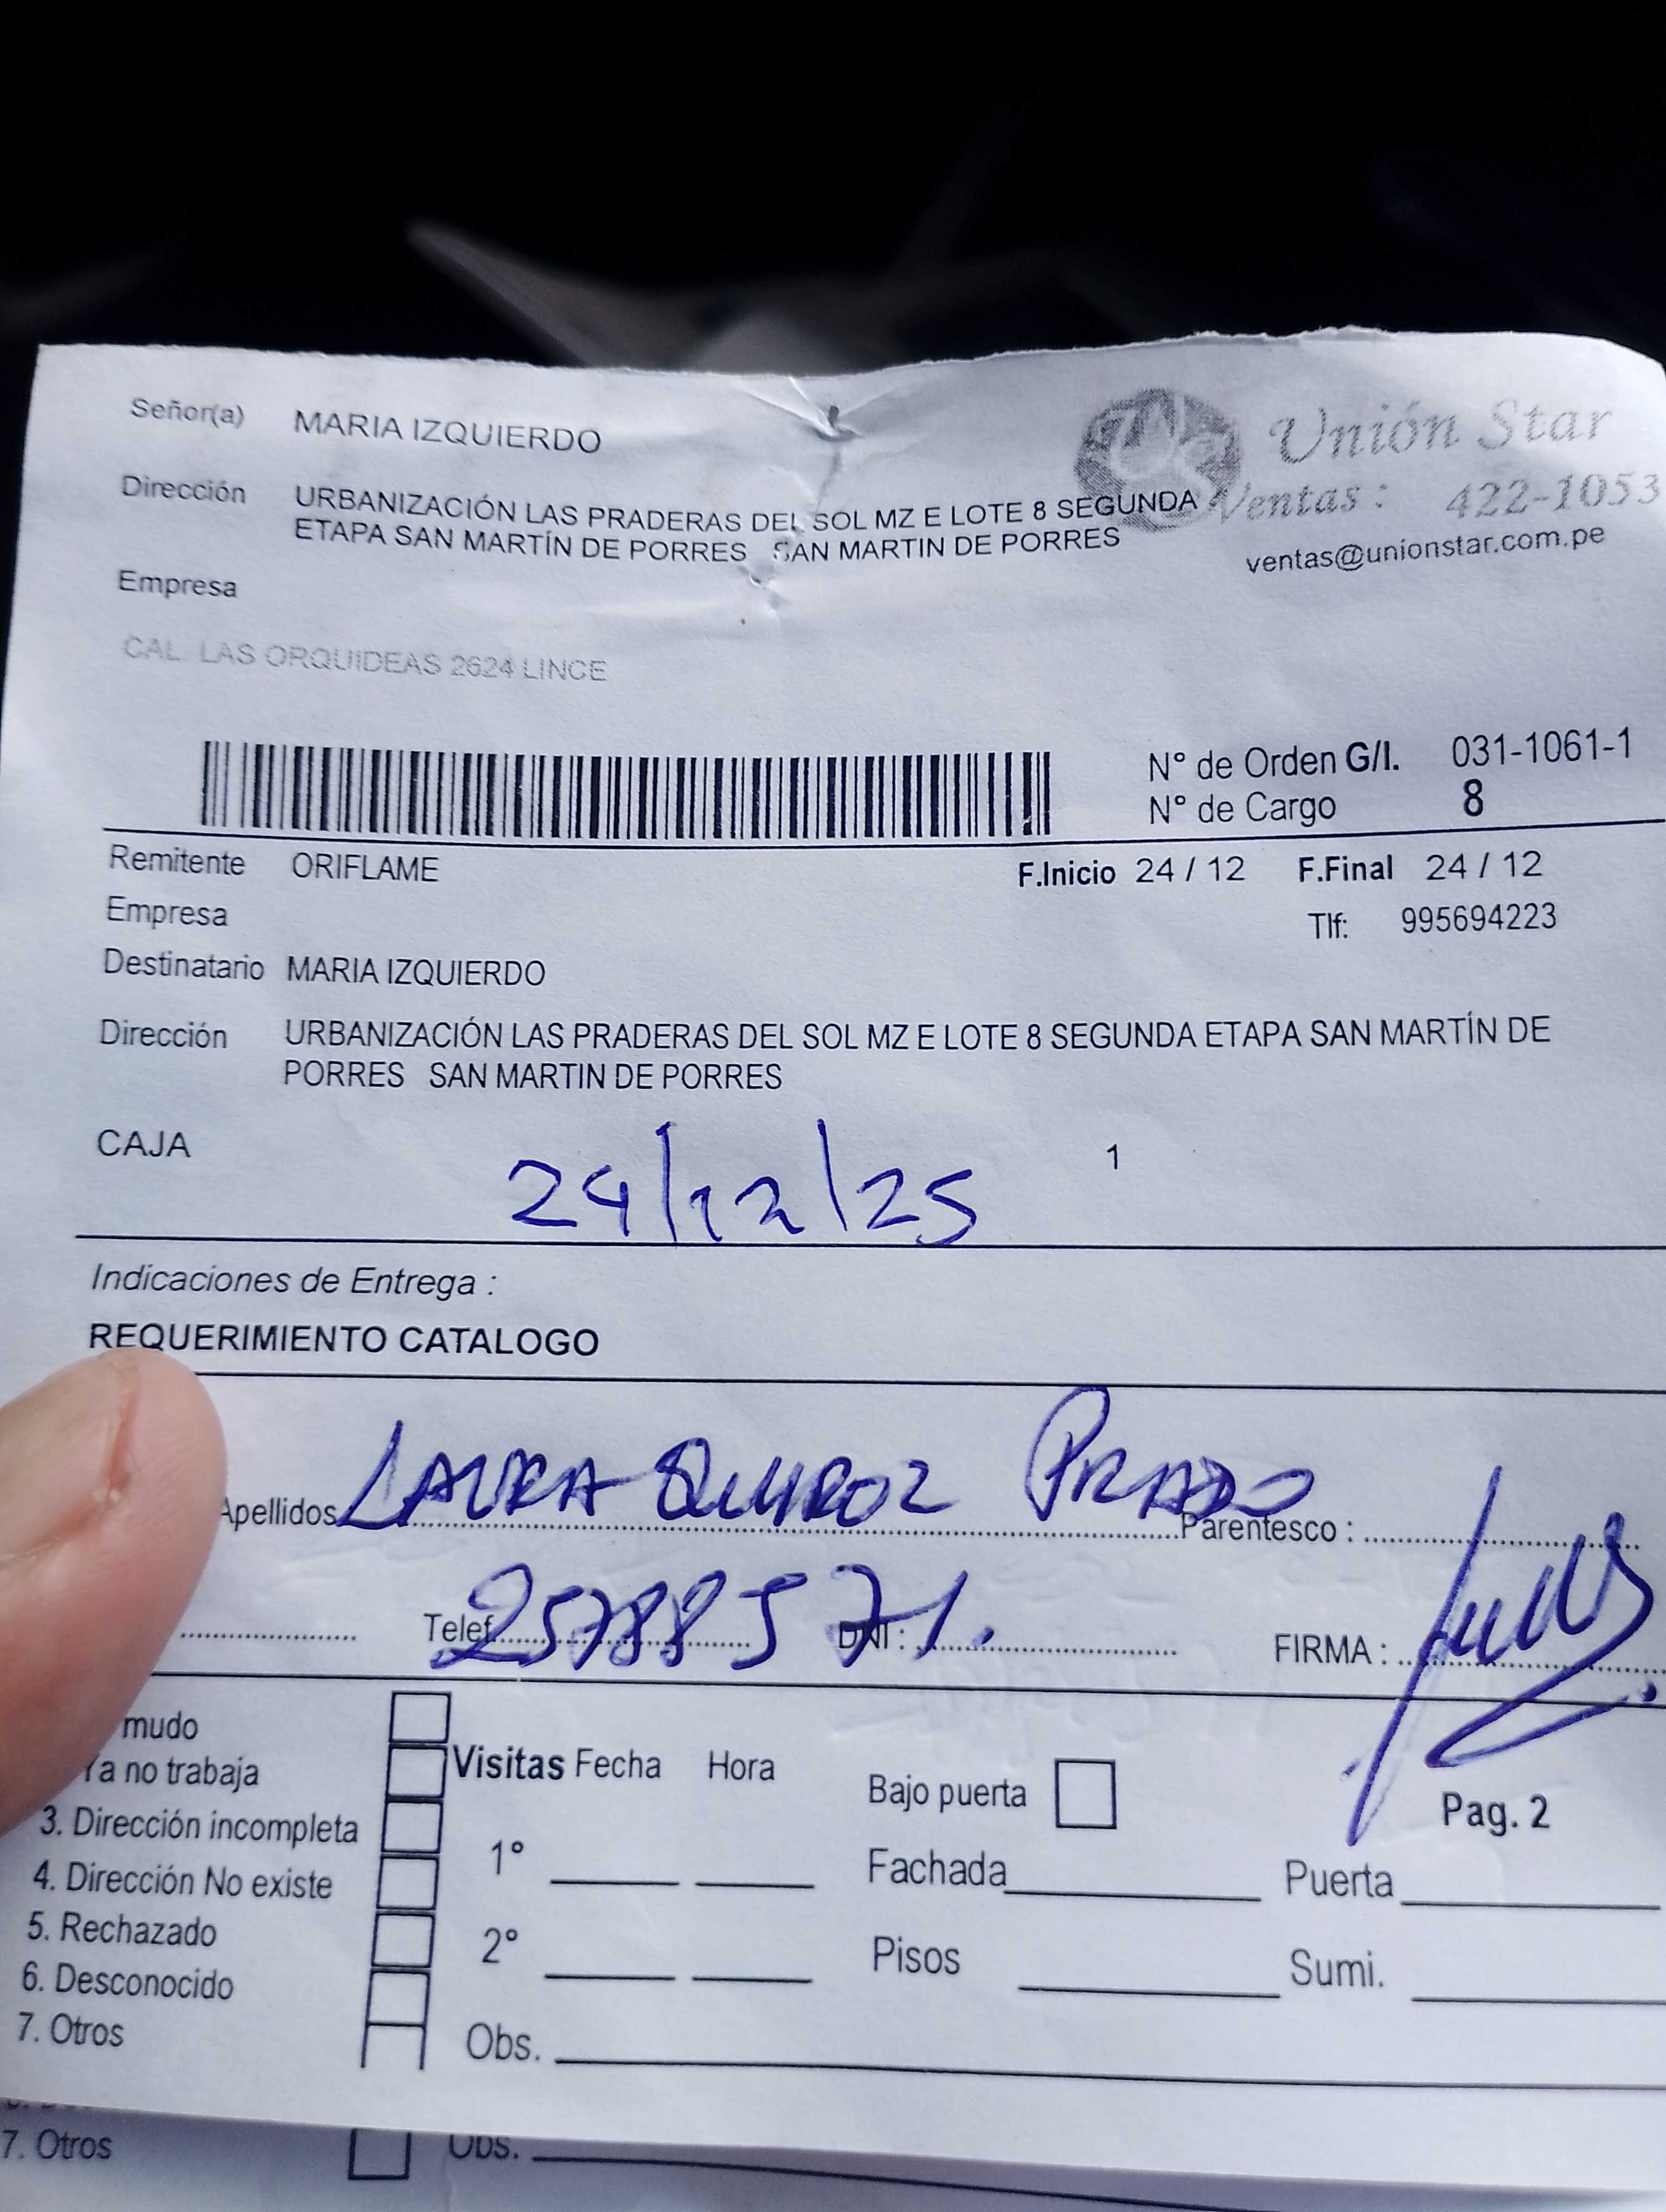 Señor(a) MARIA IZQUIERDO
Unión Star
Dirección URBANIZACIÓN LAS PRADERAS DEL SOL MZ E LOTE 8 SEGUNDA
ETAPA SAN MARTÍN DE PORRES SAN MARTIN DE PORRES
Ventas : 422-1053
ventas@unionstar.com.pe
Empresa
CAL. LAS ORQUIDEAS 2624 LINCE
N° de Orden G/I. 031-1061-1
N° de Cargo 8
Remitente ORIFLAME F.Inicio 24 / 12 F.Final 24 / 12
Empresa Tlf: 995694223
Destinatario MARIA IZQUIERDO
Dirección URBANIZACIÓN LAS PRADERAS DEL SOL MZ E LOTE 8 SEGUNDA ETAPA SAN MARTÍN DE
PORRES SAN MARTIN DE PORRES
CAJA 1
24/12/25
Indicaciones de Entrega :
REQUERIMIENTO CATALOGO
Apellidos LAURA QUIROZ PRADO Parentesco :
Telef. 25788571. DNI : FIRMA :
mudo
Ya no trabaja
3. Dirección incompleta
4. Dirección No existe
5. Rechazado
6. Desconocido
7. Otros
Visitas Fecha Hora
1°
2°
Obs.
Bajo puerta
Pag. 2
Fachada Puerta
Pisos Sumi.
7. Otros Obs.